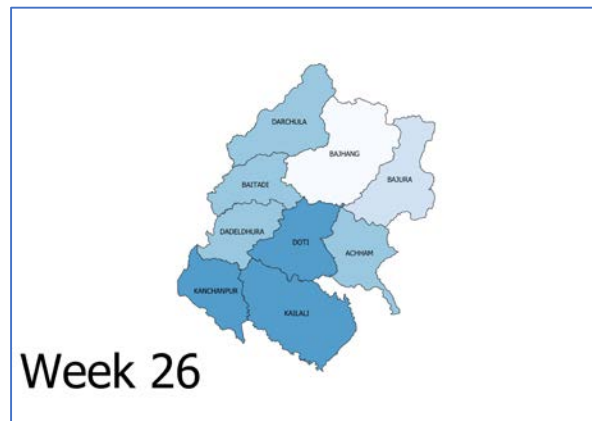 DARCHULA
BAJHANG
BAJURA
BAITADI
DADELDHURA
DOTI
ACHHAM
KANCHANPUR
KAILALI
Week 26